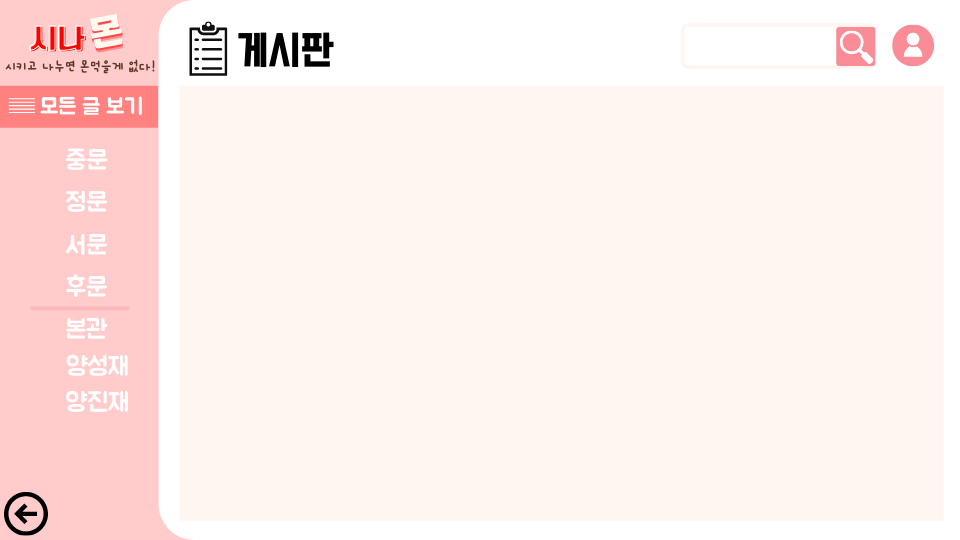 시나몬
시키고 나누면 몬먹을게 없다!
게시판
모든 글 보기
중문
정문
서문
후문
본관
양성재
양진재